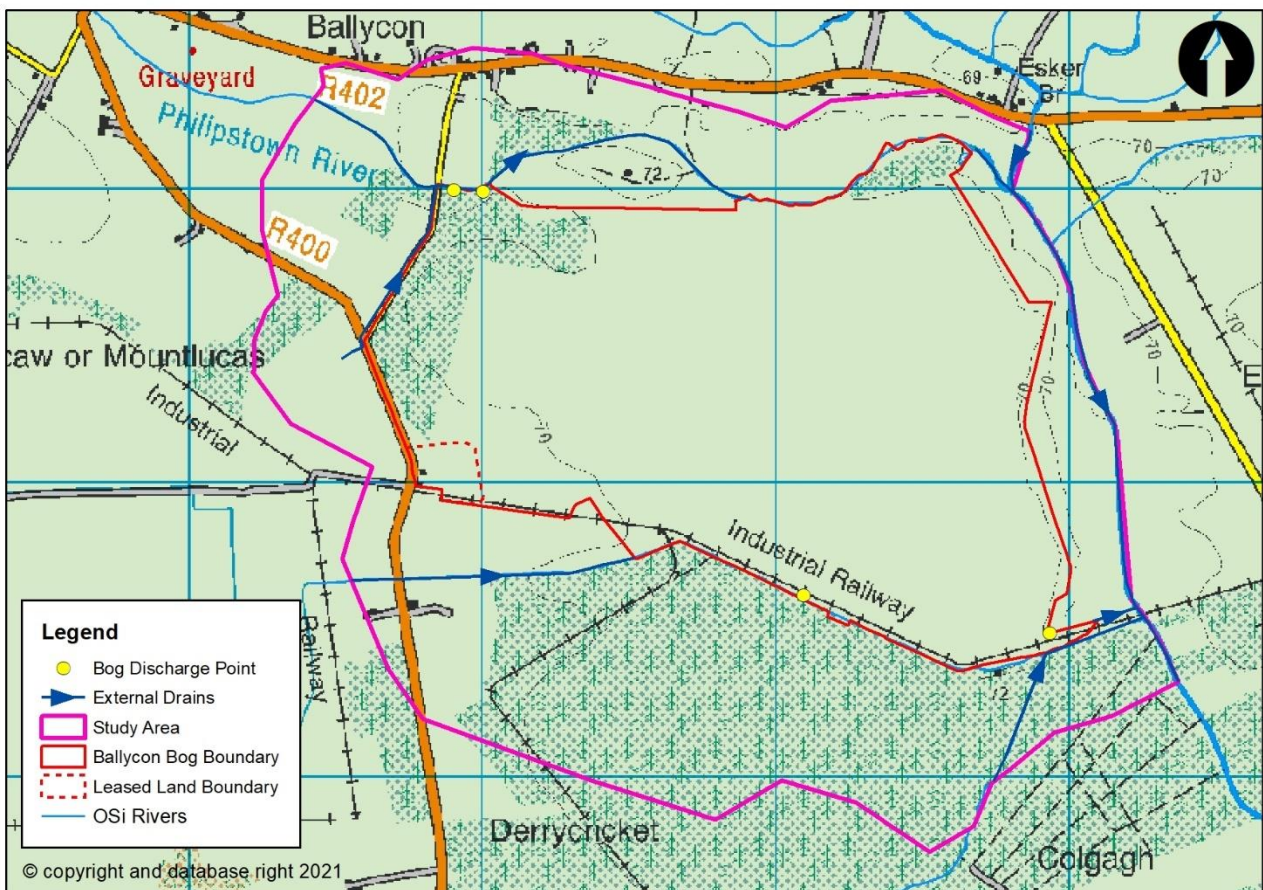 Ballycon
Graveyard
R402
69
Esker
Br
Philipstown River
72
70
70
R400
caw or Mountlucas
70
70
E
Industrial
70
70
70
Industrial Railway
Railway
72
Derrycricket
Colgagh
Legend
Bog Discharge Point
External Drains
Study Area
Ballycon Bog Boundary
Leased Land Boundary
OSi Rivers
© copyright and database right 2021